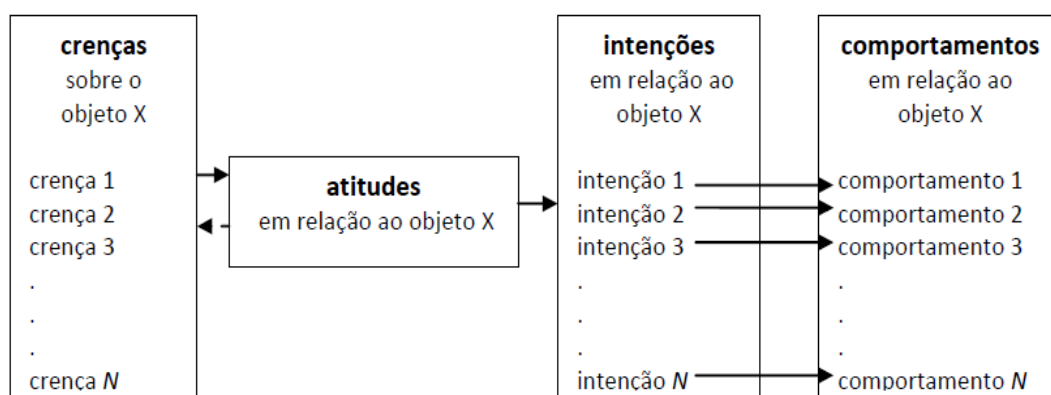 crenças
sobre o
objeto X
crença 1
crença 2
crença 3
.
.
.
crença N
atitudes
em relação ao objeto X
intenções
em relação ao
objeto X
intenção 1
intenção 2
intenção 3
.
.
.
intenção N
comportamentos
em relação ao
objeto X
comportamento 1
comportamento 2
comportamento 3
.
.
.
comportamento N